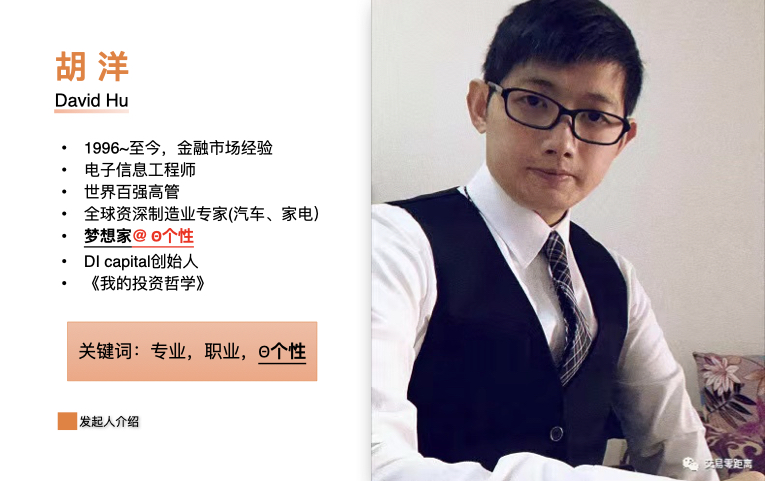 胡 洋
David Hu
• 1996~至今，金融市场经验
• 电子信息工程师
• 世界百强高管
• 全球资深制造业专家(汽车、家电）
• 梦想家@ Θ个性
• DI capital创始人
• 《我的投资哲学》
关键词：专业，职业，Θ个性
发起人介绍
交易零距离